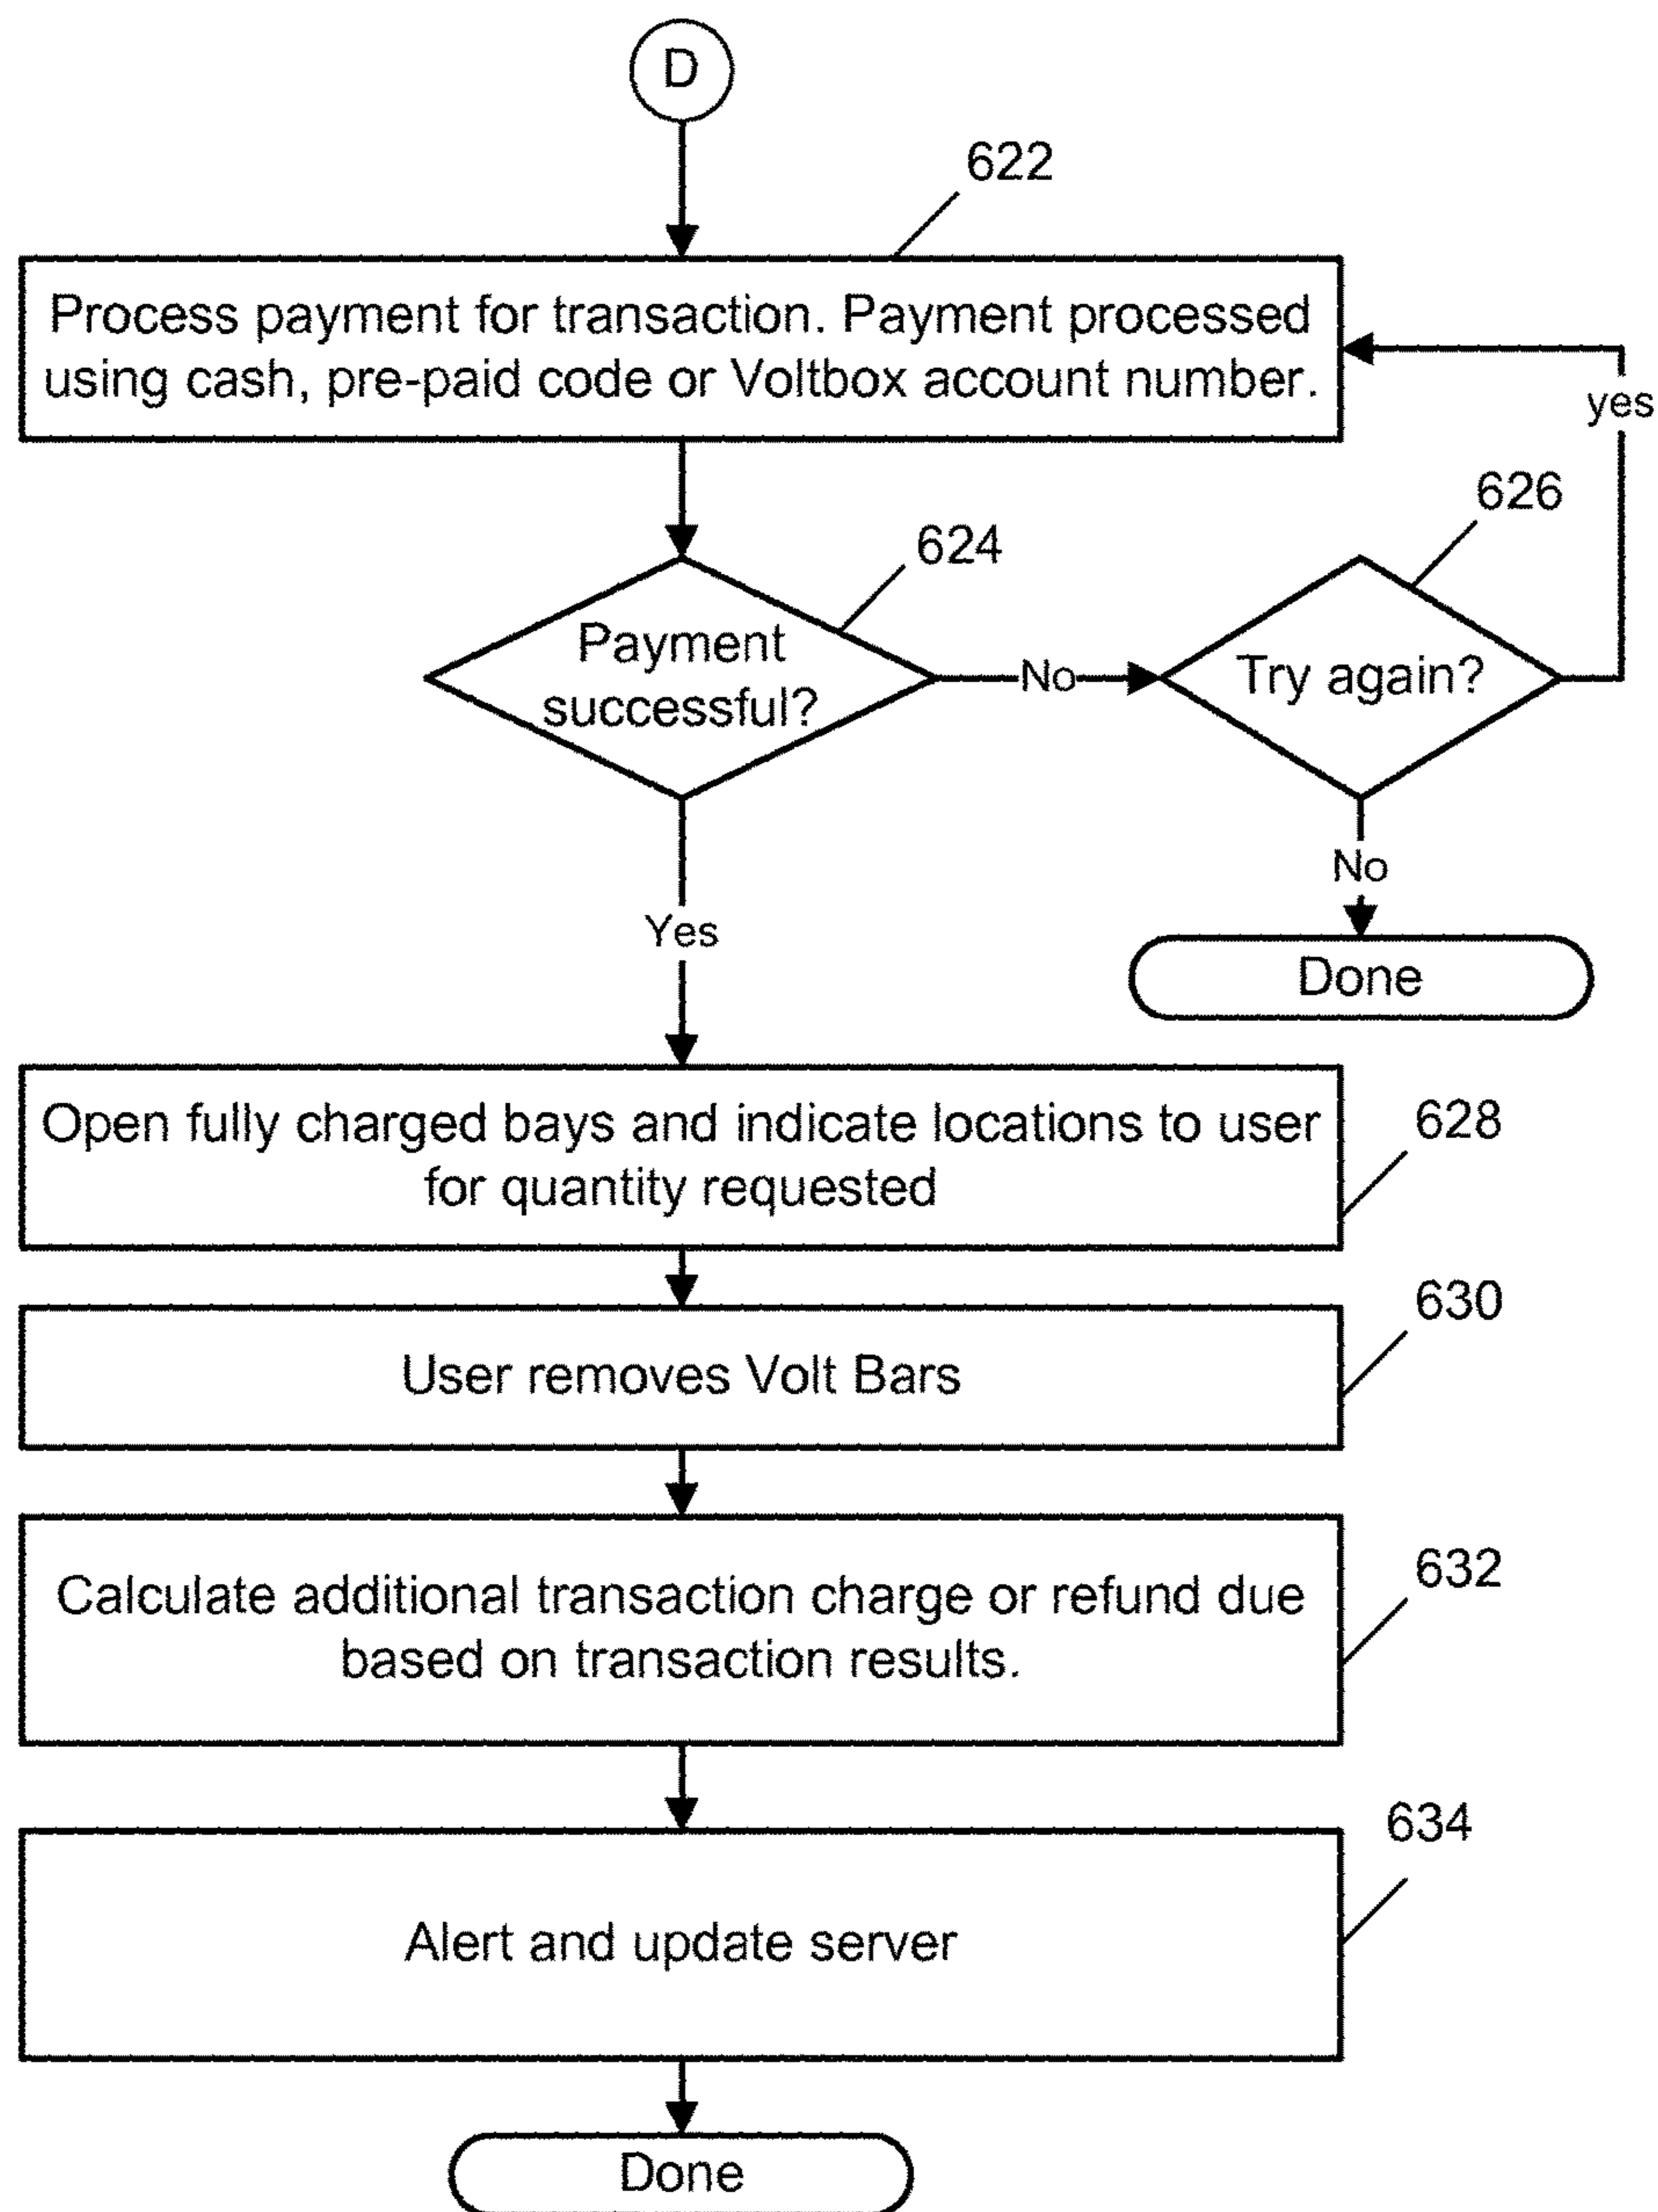 D
622
Process payment for transaction. Payment processed
using cash, pre-paid code or Voltbox account number.
yes
626
624
Payment
successful?
No
Try again?
No
Yes
Done
Open fully charged bays and indicate locations to user
for quantity requested
628
630
User removes Volt Bars
632
Calculate additional transaction charge or refund due
based on transaction results.
634
Alert and update server
Done